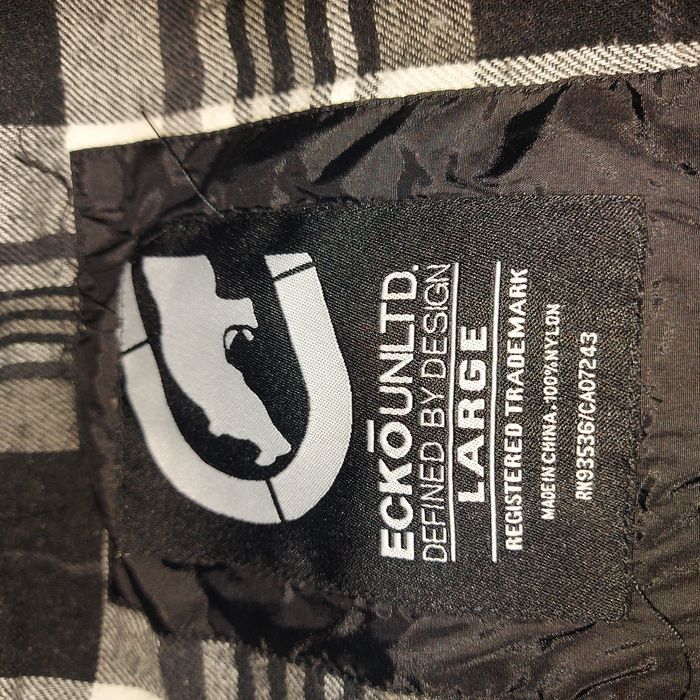 ECKŌUNLTD.
DEFINED BY DESIGN
LARGE
REGISTERED TRADEMARK
MADE IN CHINA. 100%NYLON
RN93536/CA07243